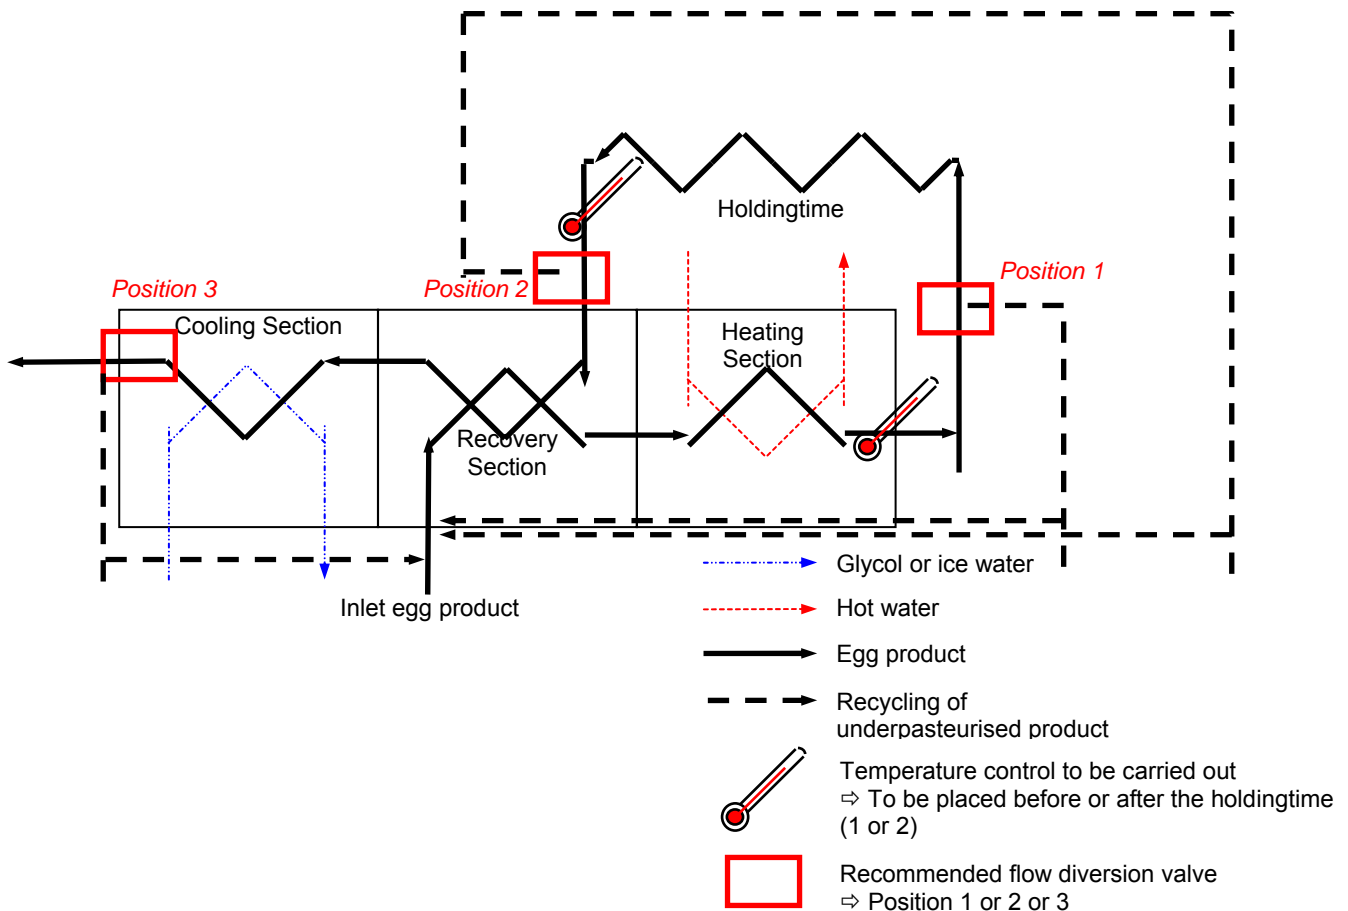 Holdingtime
Position 1
Position 3
Position 2
Cooling Section
Heating
Section
Recovery
Section
Inlet egg product
Glycol or ice water
Hot water
Egg product
Recycling of
underpasteurised product
Temperature control to be carried out
⇨ To be placed before or after the holdingtime
(1 or 2)
Recommended flow diversion valve
⇨ Position 1 or 2 or 3